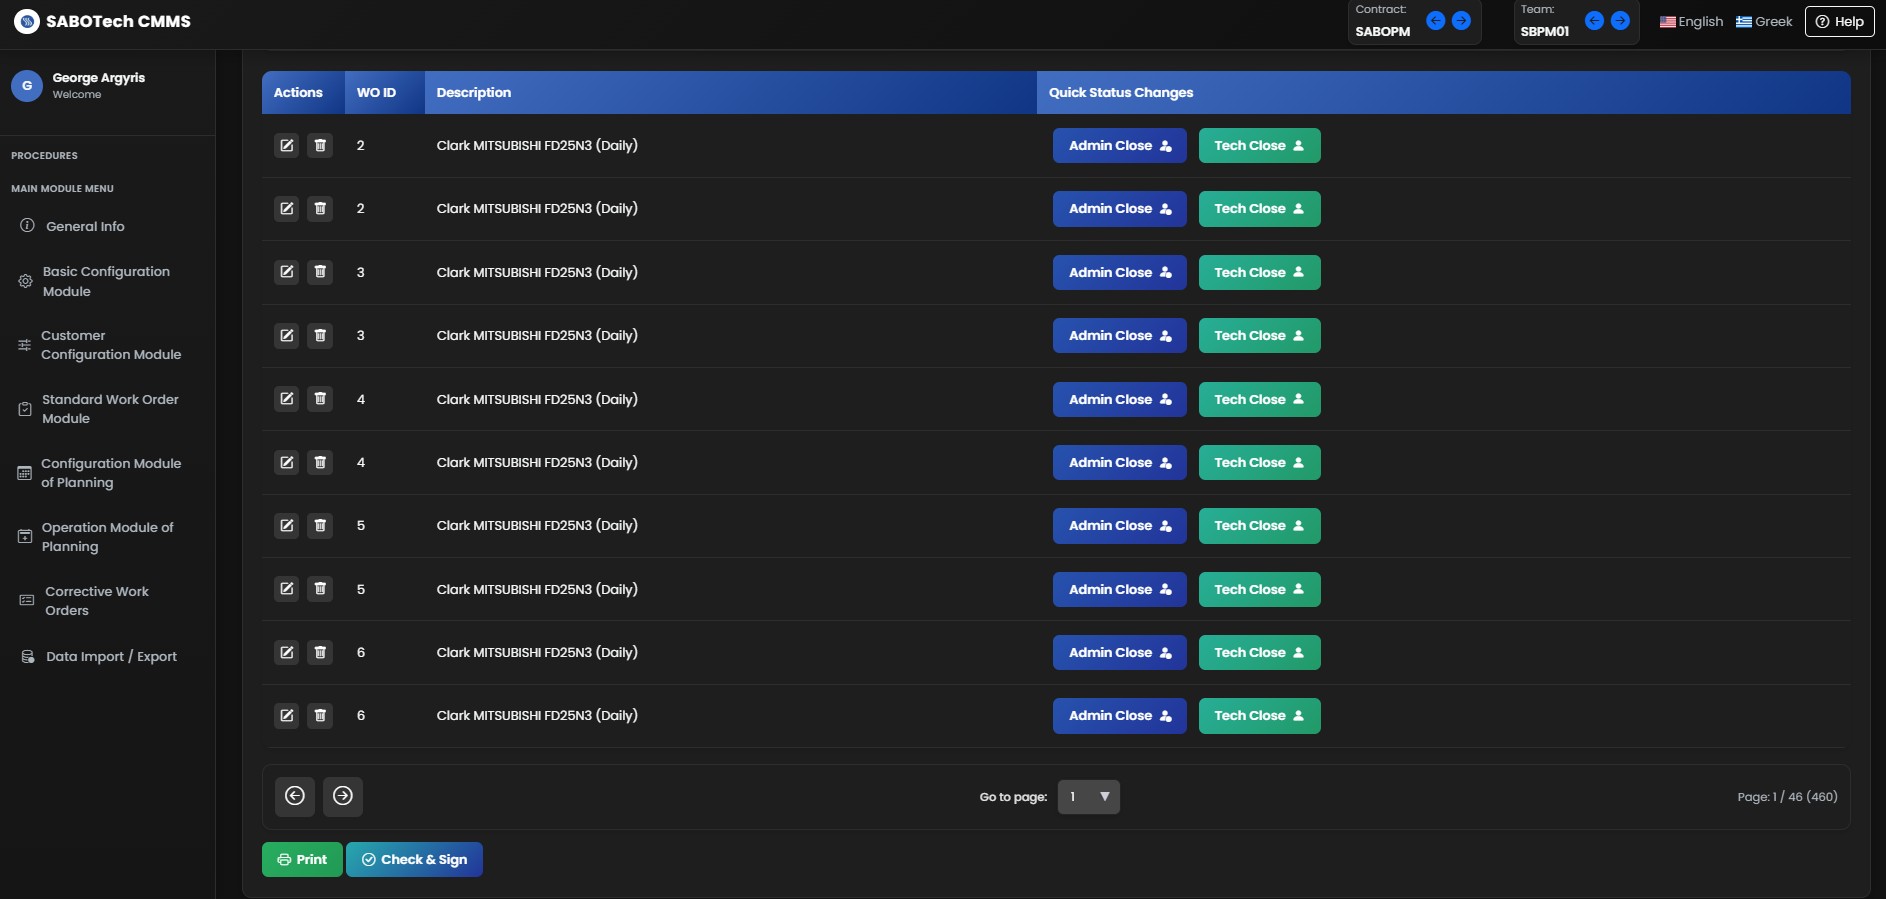 SABOTech CMMS
Contract:
SABOPM
Team:
SBPM01
English
Greek
Help
G
George Argyris
Welcome
PROCEDURES
MAIN MODULE MENU
General Info
Basic Configuration
Module
Customer
Configuration Module
Standard Work Order
Module
Configuration Module
of Planning
Operation Module of
Planning
Corrective Work
Orders
Data Import / Export
Actions WO ID Description Quick Status Changes
2 Clark MITSUBISHI FD25N3 (Daily) Admin Close Tech Close
2 Clark MITSUBISHI FD25N3 (Daily) Admin Close Tech Close
3 Clark MITSUBISHI FD25N3 (Daily) Admin Close Tech Close
3 Clark MITSUBISHI FD25N3 (Daily) Admin Close Tech Close
4 Clark MITSUBISHI FD25N3 (Daily) Admin Close Tech Close
4 Clark MITSUBISHI FD25N3 (Daily) Admin Close Tech Close
5 Clark MITSUBISHI FD25N3 (Daily) Admin Close Tech Close
5 Clark MITSUBISHI FD25N3 (Daily) Admin Close Tech Close
6 Clark MITSUBISHI FD25N3 (Daily) Admin Close Tech Close
6 Clark MITSUBISHI FD25N3 (Daily) Admin Close Tech Close
Go to page: 1 Page: 1 / 46 (460)
Print Check & Sign